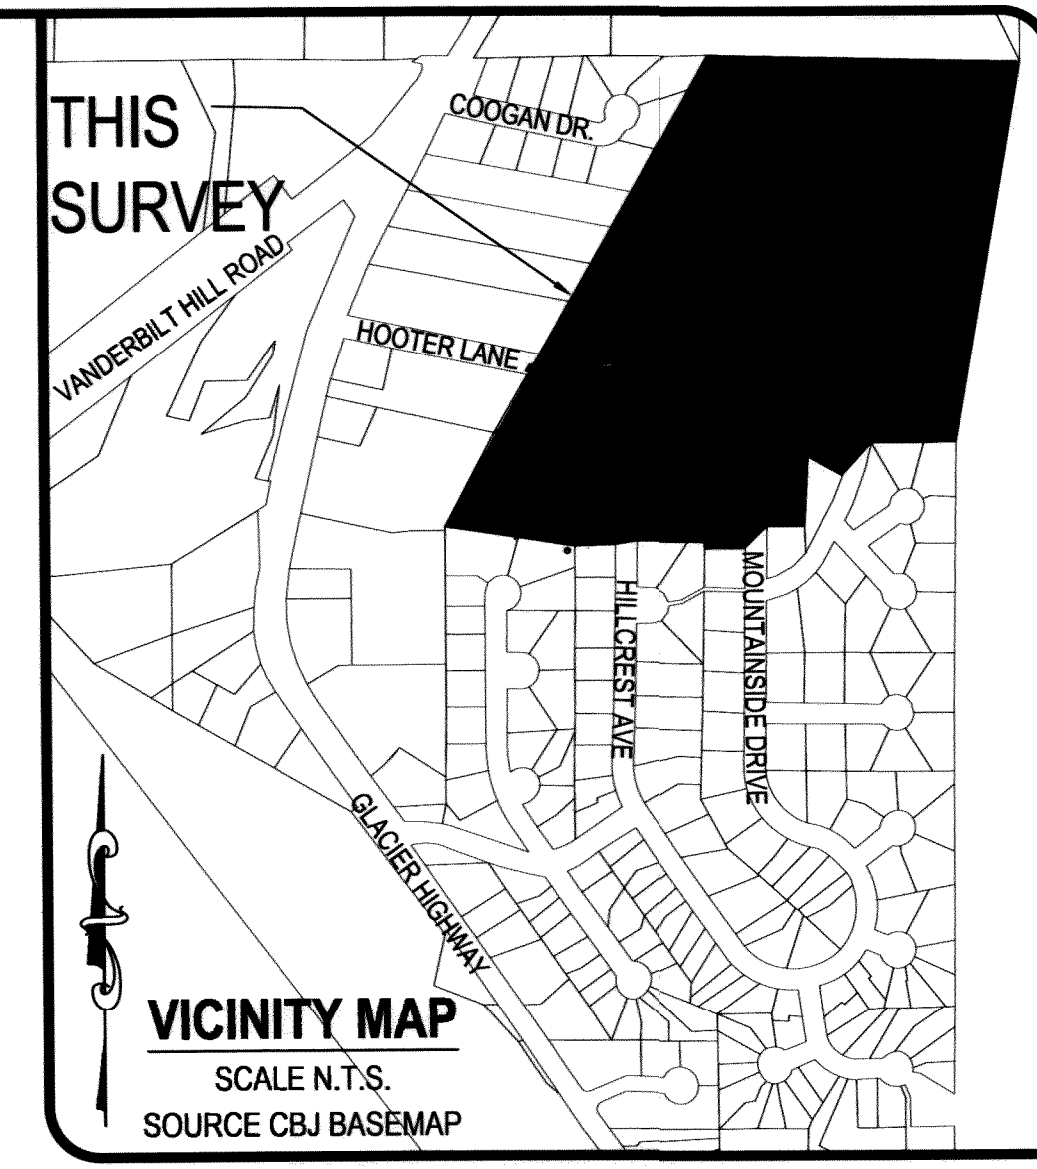 THIS
SURVEY
COOGAN DR.
VANDERBILT HILL ROAD
HOOTER LANE
HILLCREST AVE
MOUNTAINSIDE DRIVE
GLACIER HIGHWAY
VICINITY MAP
SCALE N.T.S.
SOURCE CBJ BASEMAP